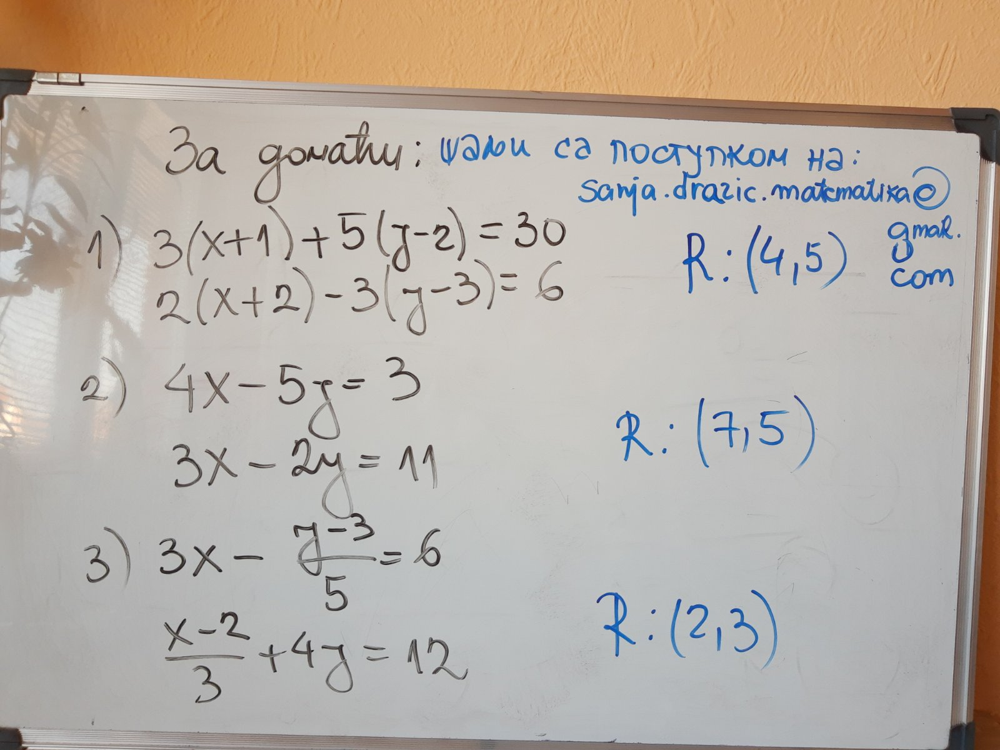 За домаћи: шаљи са поступком на:
sanja.drazic.matematika@
gmail.
com
1) 3(x+1)+5(y-2)=30
2(x+2)-3(y-3)=6
R:(4,5)
2) 4x-5y=3
3x-2y=11
R:(7,5)
3) 3x - \frac{y-3}{5} = 6
\frac{x-2}{3} + 4y = 12
R:(2,3)